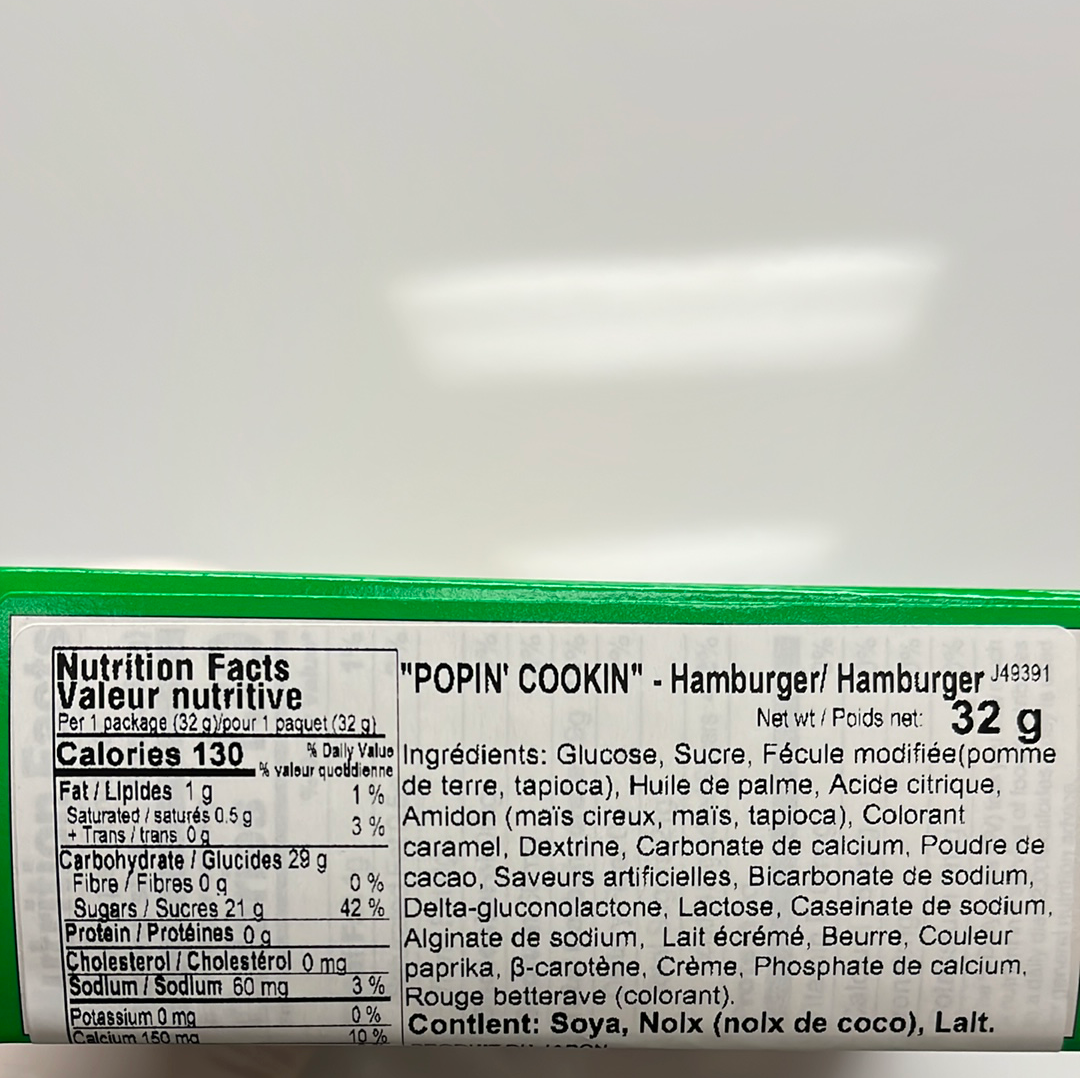 Nutrition Facts
Valeur nutritive
Per 1 package (32 g)/pour 1 paquet (32 g)
Calories 130
% Daily Value
% valeur quotidienne
Fat / Lipides 1 g 1 %
Saturated / saturés 0.5 g
+ Trans / trans 0 g 3 %
Carbohydrate / Glucides 29 g
Fibre / Fibres 0 g 0 %
Sugars / Sucres 21 g 42 %
Protein / Protéines 0 g
Cholesterol / Cholestérol 0 mg
Sodium / Sodium 60 mg 3 %
Potassium 0 mg 0 %
Calcium 150 mg 10 %
"POPIN' COOKIN" - Hamburger/ Hamburger J49391
Net wt / Poids net: 32 g
Ingrédients: Glucose, Sucre, Fécule modifiée(pomme
de terre, tapioca), Huile de palme, Acide citrique,
Amidon (maïs cireux, maïs, tapioca), Colorant
caramel, Dextrine, Carbonate de calcium, Poudre de
cacao, Saveurs artificielles, Bicarbonate de sodium,
Delta-gluconolactone, Lactose, Caseinate de sodium,
Alginate de sodium, Lait écrémé, Beurre, Couleur
paprika, β-carotène, Crème, Phosphate de calcium,
Rouge betterave (colorant).
Contient: Soya, Noix (noix de coco), Lait.